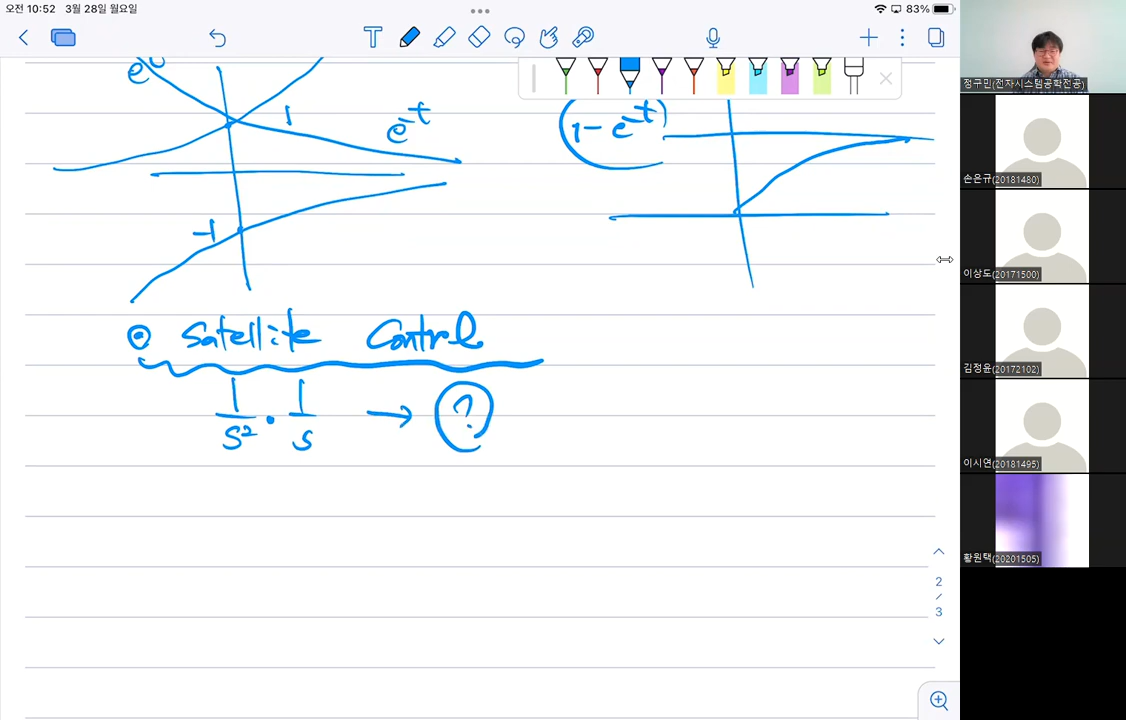 오전 10:52 3월 28일 월요일
83%
T
e^t
1
e^-t
-1
1 - e^-t
Satellite Control
1/s² · 1/s → ?
2
/
3
정구민(전자시스템공학전공)
손은규(20181480)
이상도(20171500)
김정윤(20172102)
이시연(20181495)
황원택(20201505)